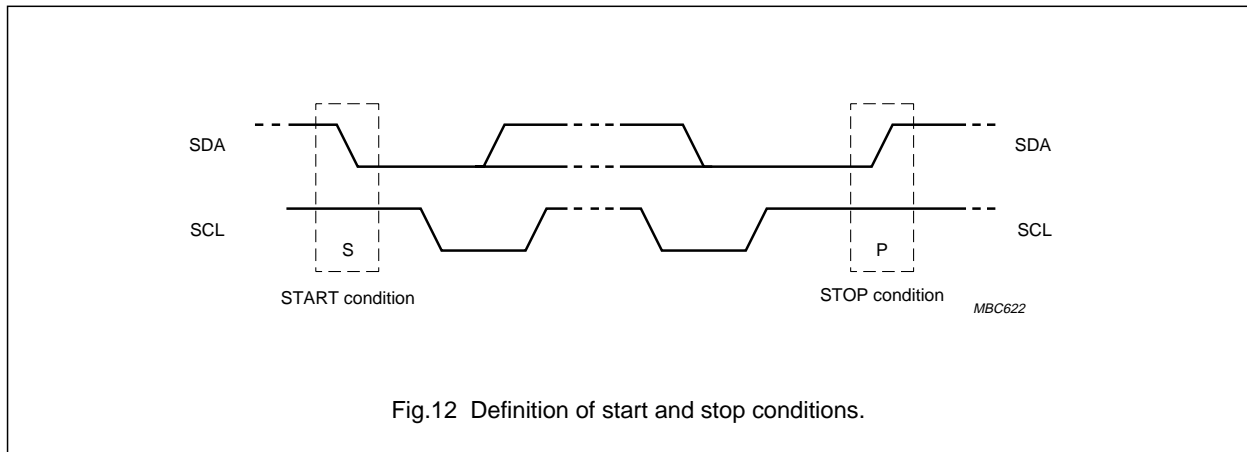 SDA
SDA
SCL
SCL
S
P
START condition
STOP condition
MBC622
Fig.12 Definition of start and stop conditions.